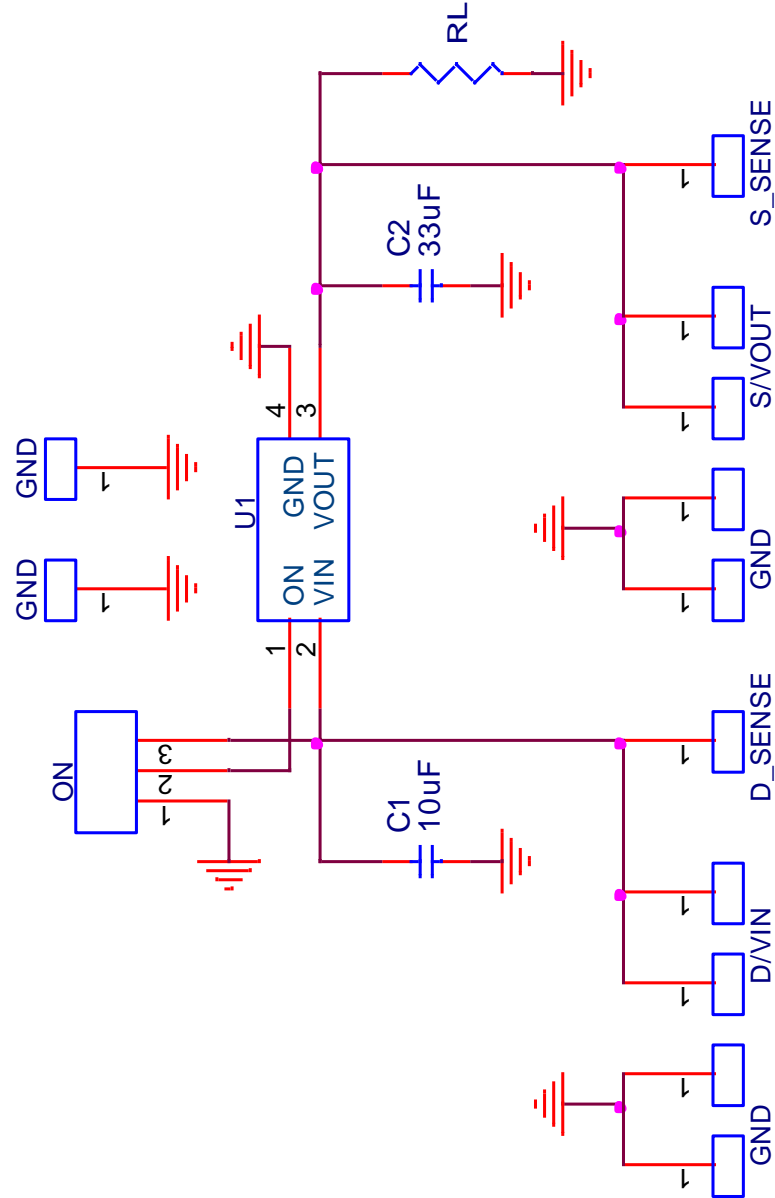 RL
GND
GND
1
1
ON
3
2
1
U1
4
3
GND
VOUT
ON
VIN
1
2
C2
33uF
C1
10uF
1
S_SENSE
1
1
S/VOUT
1
1
GND
1
D_SENSE
1
1
D/VIN
1
1
GND